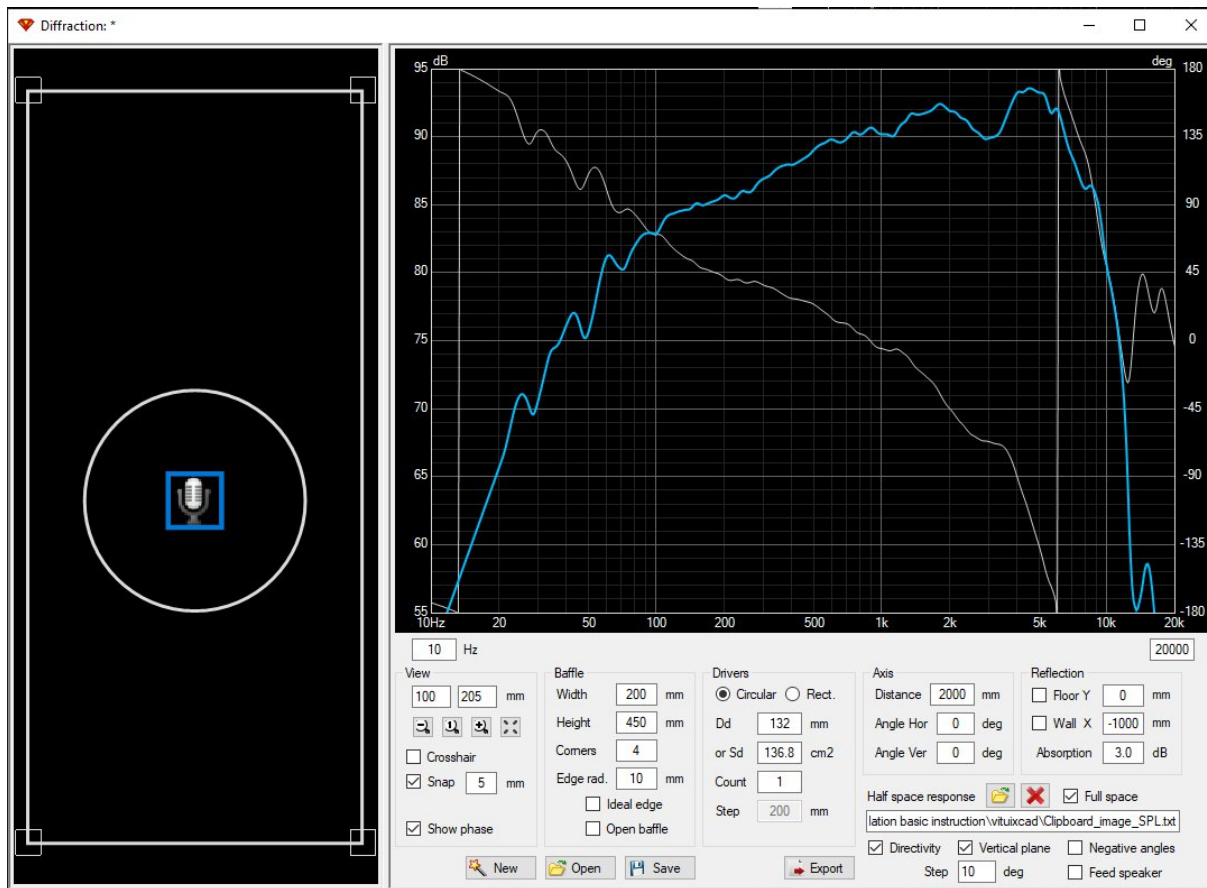 Diffraction: *
95 dB deg 180
90 135
85 90
80 45
75 0
70 -45
65 -90
60 -135
55 -180
10Hz 20 50 100 200 500 1k 2k 5k 10k 20k
10 Hz 20000
View
100 205 mm
Crosshair
Snap 5 mm
Show phase
Baffle
Width 200 mm
Height 450 mm
Corners 4
Edge rad. 10 mm
Ideal edge
Open baffle
Drivers
Circular Rect.
Dd 132 mm
or Sd 136.8 cm2
Count 1
Step 200 mm
Axis
Distance 2000 mm
Angle Hor 0 deg
Angle Ver 0 deg
Reflection
Floor Y 0 mm
Wall X -1000 mm
Absorption 3.0 dB
Half space response Full space
lation basic instruction\vituixcad\Clipboard_image_SPL.txt
Directivity Vertical plane Negative angles
Step 10 deg Feed speaker
New Open Save Export